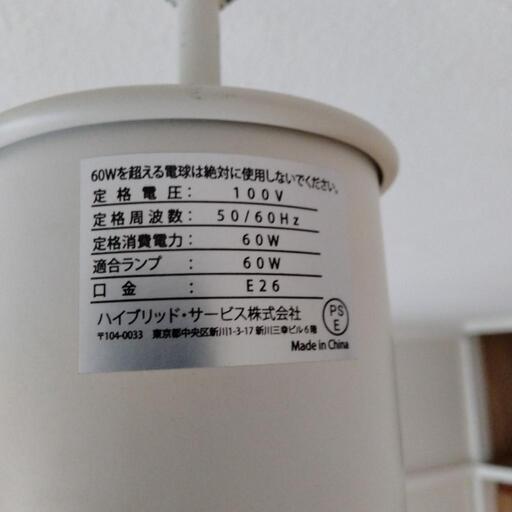 60Wを超える電球は絶対に使用しないでください。
定格電圧： 100V
定格周波数： 50/60Hz
定格消費電力： 60W
適合ランプ： 60W
口金： E26
ハイブリッド・サービス株式会社
〒104-0033 東京都中央区新川1-3-17 新川三幸ビル6階
PS
E
Made in China